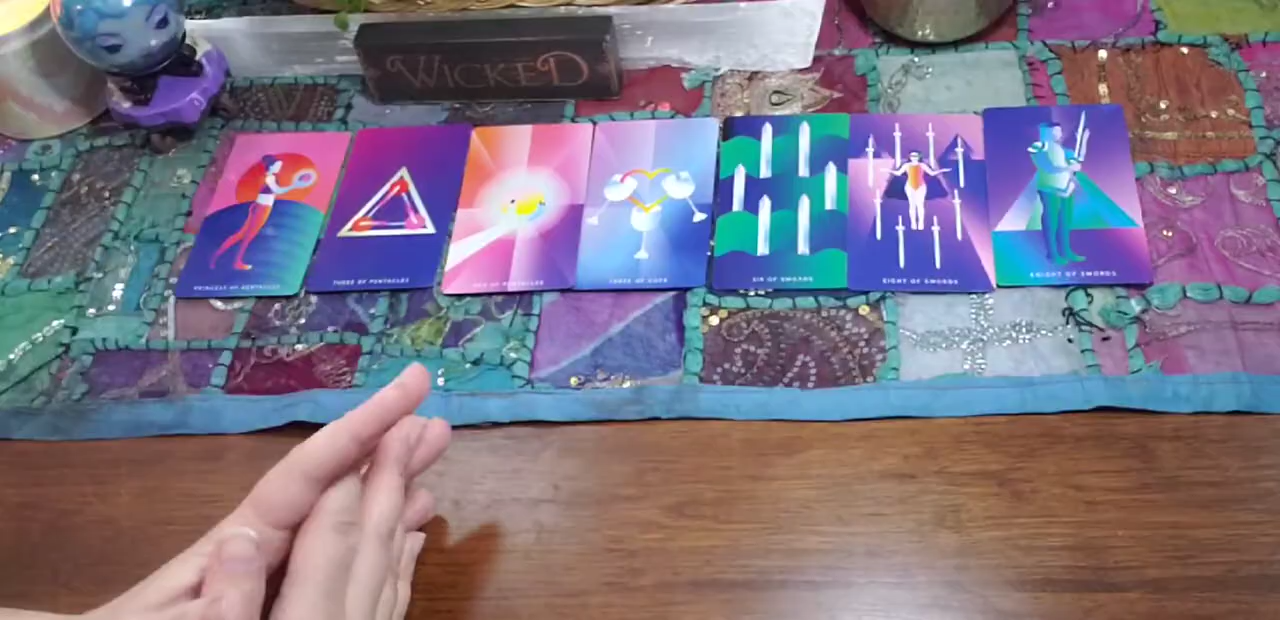 WICKED
PRINCESS OF PENTACLES
THREE OF PENTACLES
ACE OF PENTACLES
THREE OF CUPS
SIX OF SWORDS
EIGHT OF SWORDS
KNIGHT OF SWORDS